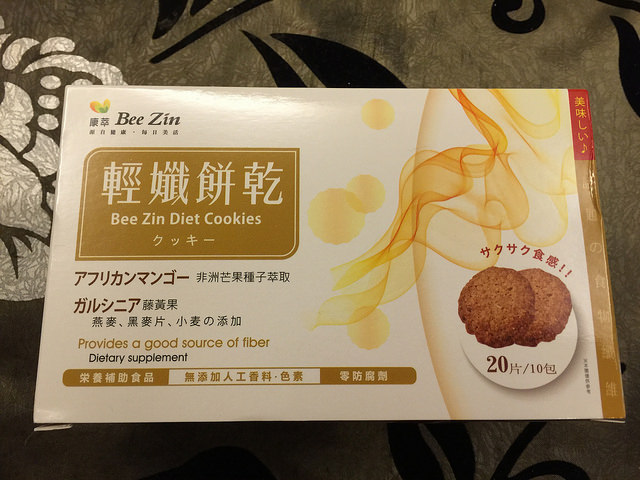 康萃 Bee Zin
源自健康·每日美活
美味しい♪
輕孅餅乾
Bee Zin Diet Cookies
クッキー
サクサク食感!!
アフリカンマンゴー 非洲芒果種子萃取
ガルシニア 藤黃果
燕麥、黑麥片、小麦の添加
Provides a good source of fiber
Dietary supplement
20片/10包
栄養補助食品 無添加人工香料·色素 零防腐劑